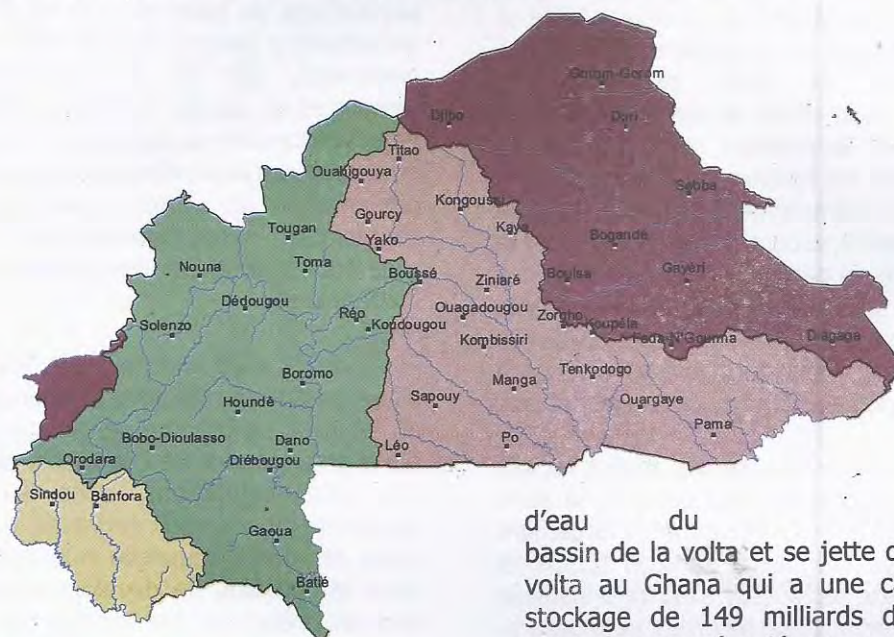 Gorom-Gorom
Djibo
Dori
Titao
Ouahigouya
Sebba
Kongoussi
Gourcy
Kaya
Tougan
Yako
Bogandé
Nouna
Toma
Boussé
Ziniaré
Boulsa
Gayéri
Dédougou
Réo
Ouagadougou
Zorgho
Koupéla
Solenzo
Koudougou
Kombissiri
Fada-N'Gourma
Diapaga
Boromo
Manga
Tenkodogo
Houndè
Sapouy
Ouargaye
Bobo-Dioulasso
Dano
Léo
Po
Pama
Orodara
Diébougou
Sindou
Banfora
Gaoua
Batié
d'eau du
bassin de la volta et se jette
volta au Ghana qui a une
stockage de 149 milliards